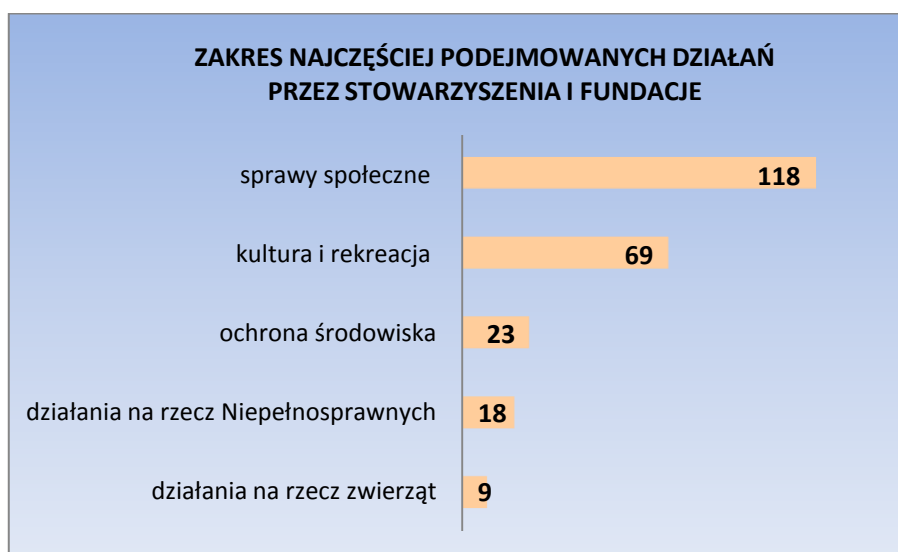 ZAKRES NAJCZĘŚCIEJ PODEJMOWANYCH DZIAŁAŃ
PRZEZ STOWARZYSZENIA I FUNDACJE
sprawy społeczne 118
kultura i rekreacja 69
ochrona środowiska 23
działania na rzecz Niepełnosprawnych 18
działania na rzecz zwierząt 9